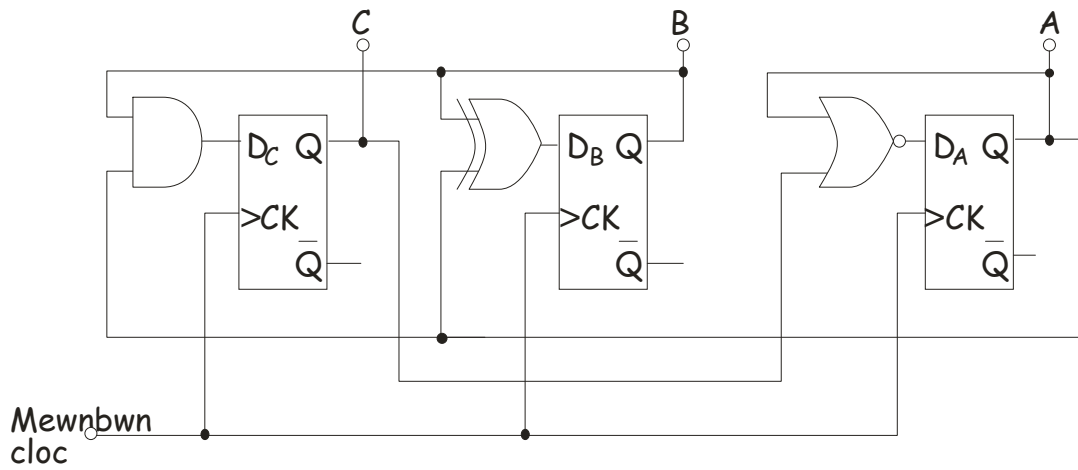 C
B
A
DC Q
>CK
Q̅
DB Q
>CK
Q̅
DA Q
>CK
Q̅
Mewnbwn
cloc